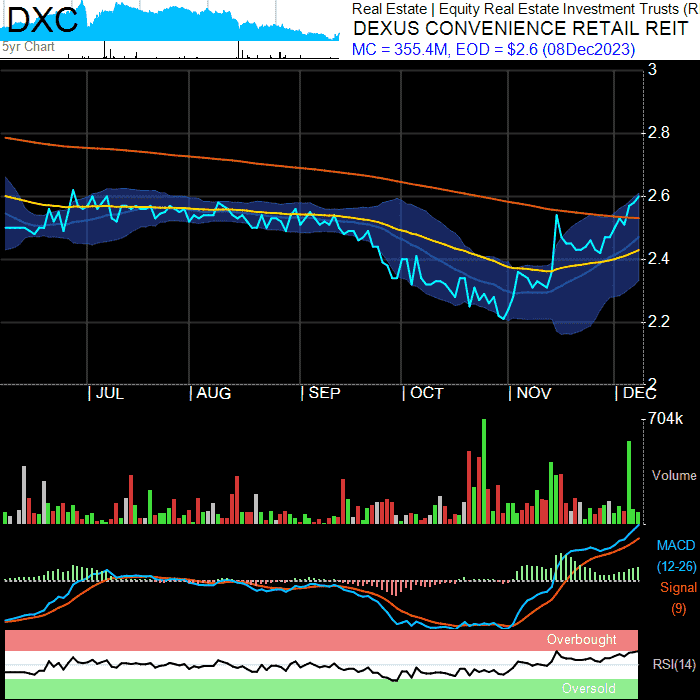 DXC
5yr Chart
Real Estate | Equity Real Estate Investment Trusts (R
DEXUS CONVENIENCE RETAIL REIT
MC = 355.4M, EOD = $2.6 (08Dec2023)
3
2.8
2.6
2.4
2.2
2
| JUL | AUG | SEP | OCT | NOV | DEC
704k
Volume
MACD
(12-26)
Signal
(9)
Overbought
RSI(14)
Oversold